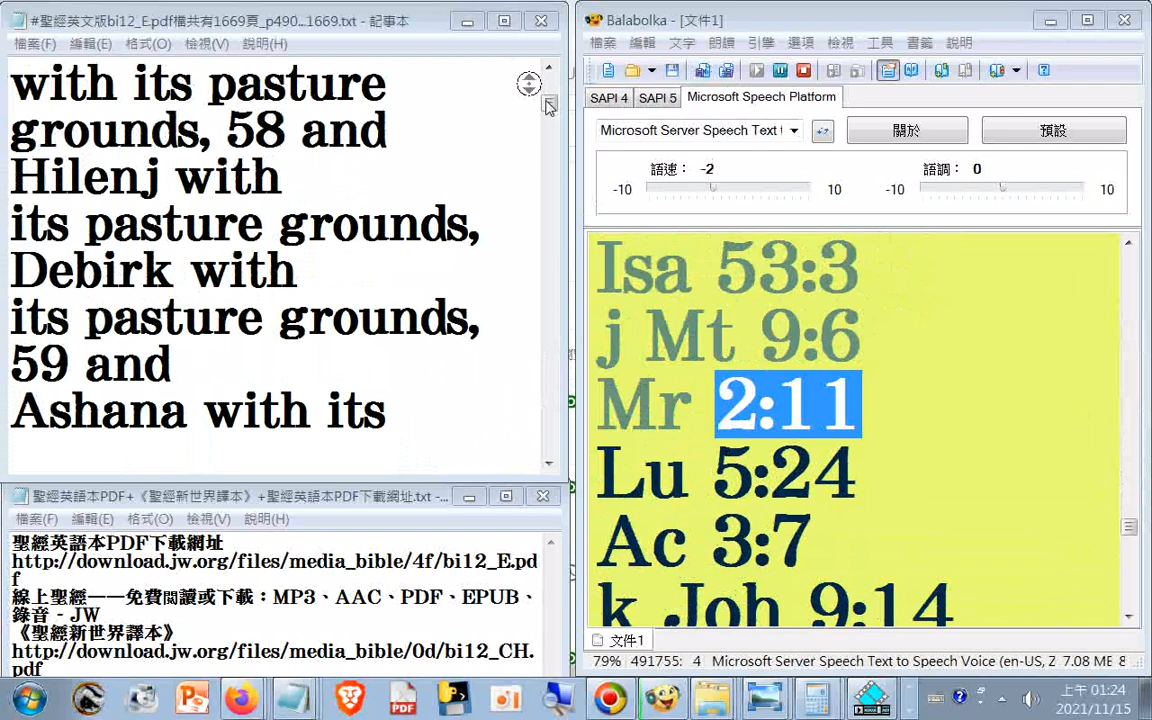 #聖經英文版bi12_E.pdf檔共有1669頁_p490...1669.txt - 記事本
檔案(F) 編輯(E) 格式(O) 檢視(V) 說明(H)
with its pasture
grounds, 58 and
Hilenj with
its pasture grounds,
Debirk with
its pasture grounds,
59 and
Ashana with its
聖經英語本PDF+《聖經新世界譯本》+聖經英語本PDF下載網址.txt -...
檔案(F) 編輯(E) 格式(O) 檢視(V) 說明(H)
聖經英語本PDF下載網址
http://download.jw.org/files/media_bible/4f/bi12_E.pd
f
線上聖經——免費閱讀或下載：MP3、AAC、PDF、EPUB、
錄音 - JW
《聖經新世界譯本》
http://download.jw.org/files/media_bible/0d/bi12_CH.
pdf
Balabolka - [文件1]
檔案 編輯 文字 朗讀 引擎 選項 檢視 工具 書籤 說明
SAPI 4 SAPI 5 Microsoft Speech Platform
Microsoft Server Speech Text t 關於 預設
語速： -2 語調： 0
-10 10 -10 10
Isa 53:3
j Mt 9:6
Mr 2:11
Lu 5:24
Ac 3:7
k Joh 9:14
文件1
79% 491755: 4 Microsoft Server Speech Text to Speech Voice (en-US, Z 7.08 MB 8
PDF
上午 01:24
2021/11/15